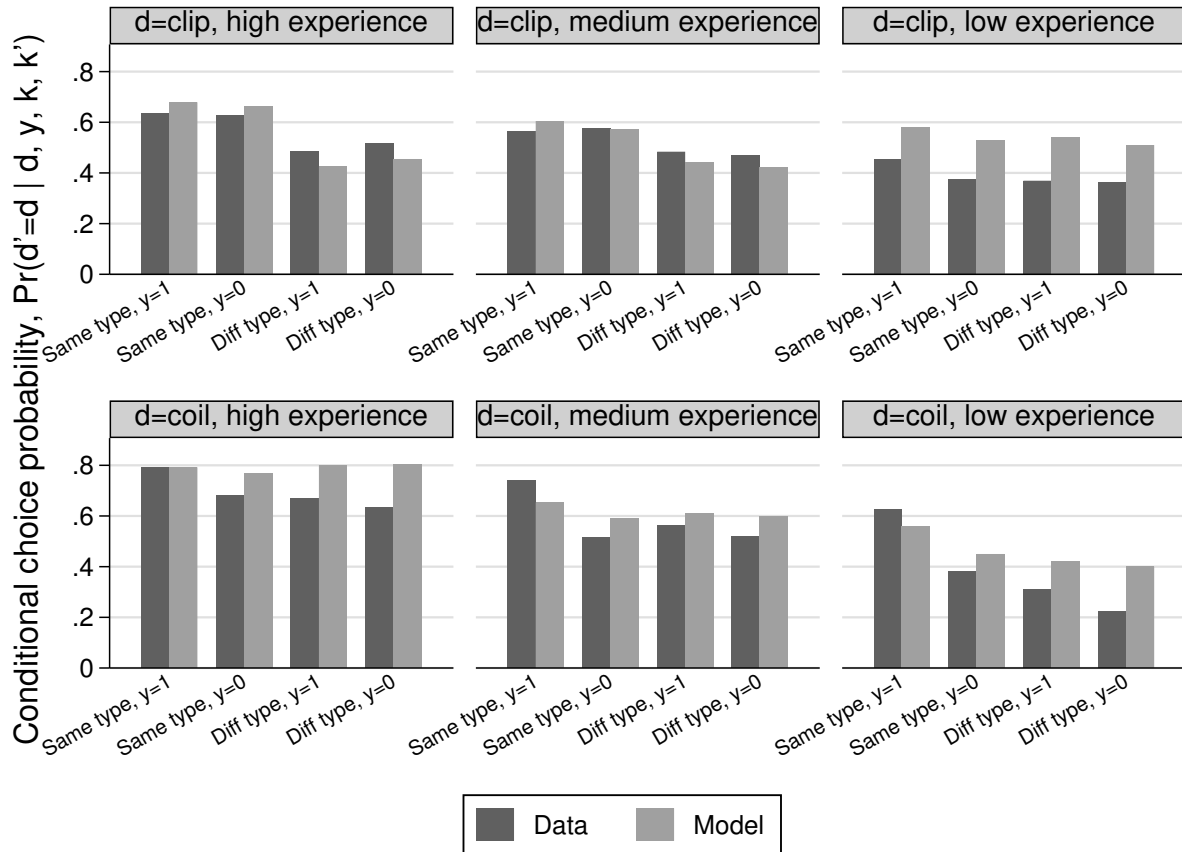 Conditional choice probability, Pr(d'=d | d, y, k, k')
d=clip, high experience
d=clip, medium experience
d=clip, low experience
.8
.6
.4
.2
0
Same type, y=1
Same type, y=0
Diff type, y=1
Diff type, y=0
Same type, y=1
Same type, y=0
Diff type, y=1
Diff type, y=0
Same type, y=1
Same type, y=0
Diff type, y=1
Diff type, y=0
d=coil, high experience
d=coil, medium experience
d=coil, low experience
.8
.6
.4
.2
0
Same type, y=1
Same type, y=0
Diff type, y=1
Diff type, y=0
Same type, y=1
Same type, y=0
Diff type, y=1
Diff type, y=0
Same type, y=1
Same type, y=0
Diff type, y=1
Diff type, y=0
Data
Model